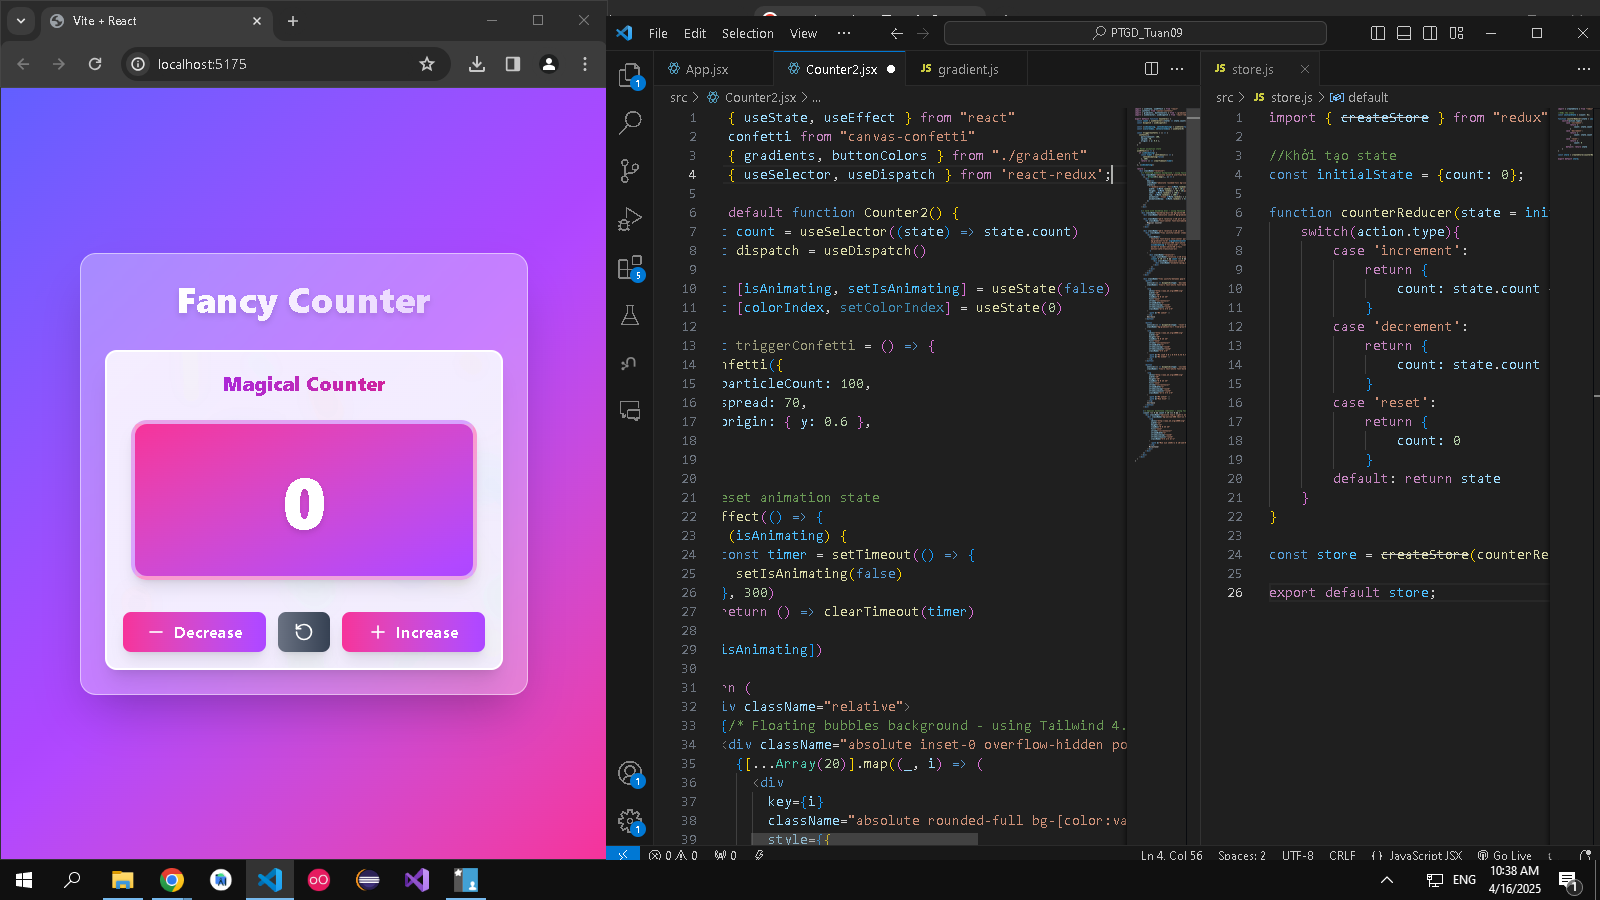 Vite + React
localhost:5175
Fancy Counter
Magical Counter
0
Decrease
Increase
File Edit Selection View ···
PTGD_Tuan09
App.jsx
Counter2.jsx
JS gradient.js
src > Counter2.jsx > ...
1 { useState, useEffect } from "react"
2 confetti from "canvas-confetti"
3 { gradients, buttonColors } from "./gradient"
4 { useSelector, useDispatch } from 'react-redux';
5
6 default function Counter2() {
7 t count = useSelector((state) => state.count)
8 t dispatch = useDispatch()
9
10 t [isAnimating, setIsAnimating] = useState(false)
11 t [colorIndex, setColorIndex] = useState(0)
12
13 t triggerConfetti = () => {
14 nfetti({
15 particleCount: 100,
16 spread: 70,
17 origin: { y: 0.6 },
18
19
20
21 eset animation state
22 ffect(() => {
23 (isAnimating) {
24 const timer = setTimeout(() => {
25 setIsAnimating(false)
26 }, 300)
27 return () => clearTimeout(timer)
28
29 isAnimating])
30
31 rn (
32 iv className="relative">
33 {/* Floating bubbles background - using Tailwind 4.
34 <div className="absolute inset-0 overflow-hidden po
35 {[...Array(20)].map((_, i) => (
36 <div
37 key={i}
38 className="absolute rounded-full bg-[color:va
39 style={{
JS store.js
src > JS store.js > default
1 import { createStore } from "redux"
2
3 //Khởi tạo state
4 const initialState = {count: 0};
5
6 function counterReducer(state = ini
7 switch(action.type){
8 case 'increment':
9 return {
10 count: state.count
11 }
12 case 'decrement':
13 return {
14 count: state.count
15 }
16 case 'reset':
17 return {
18 count: 0
19 }
20 default: return state
21 }
22 }
23
24 const store = createStore(counterRe
25
26 export default store;
1
5
1
1
0 0 0 Ln 4, Col 56 Spaces: 2 UTF-8 CRLF JavaScript JSX Go Live
ENG
10:38 AM
4/16/2025
1